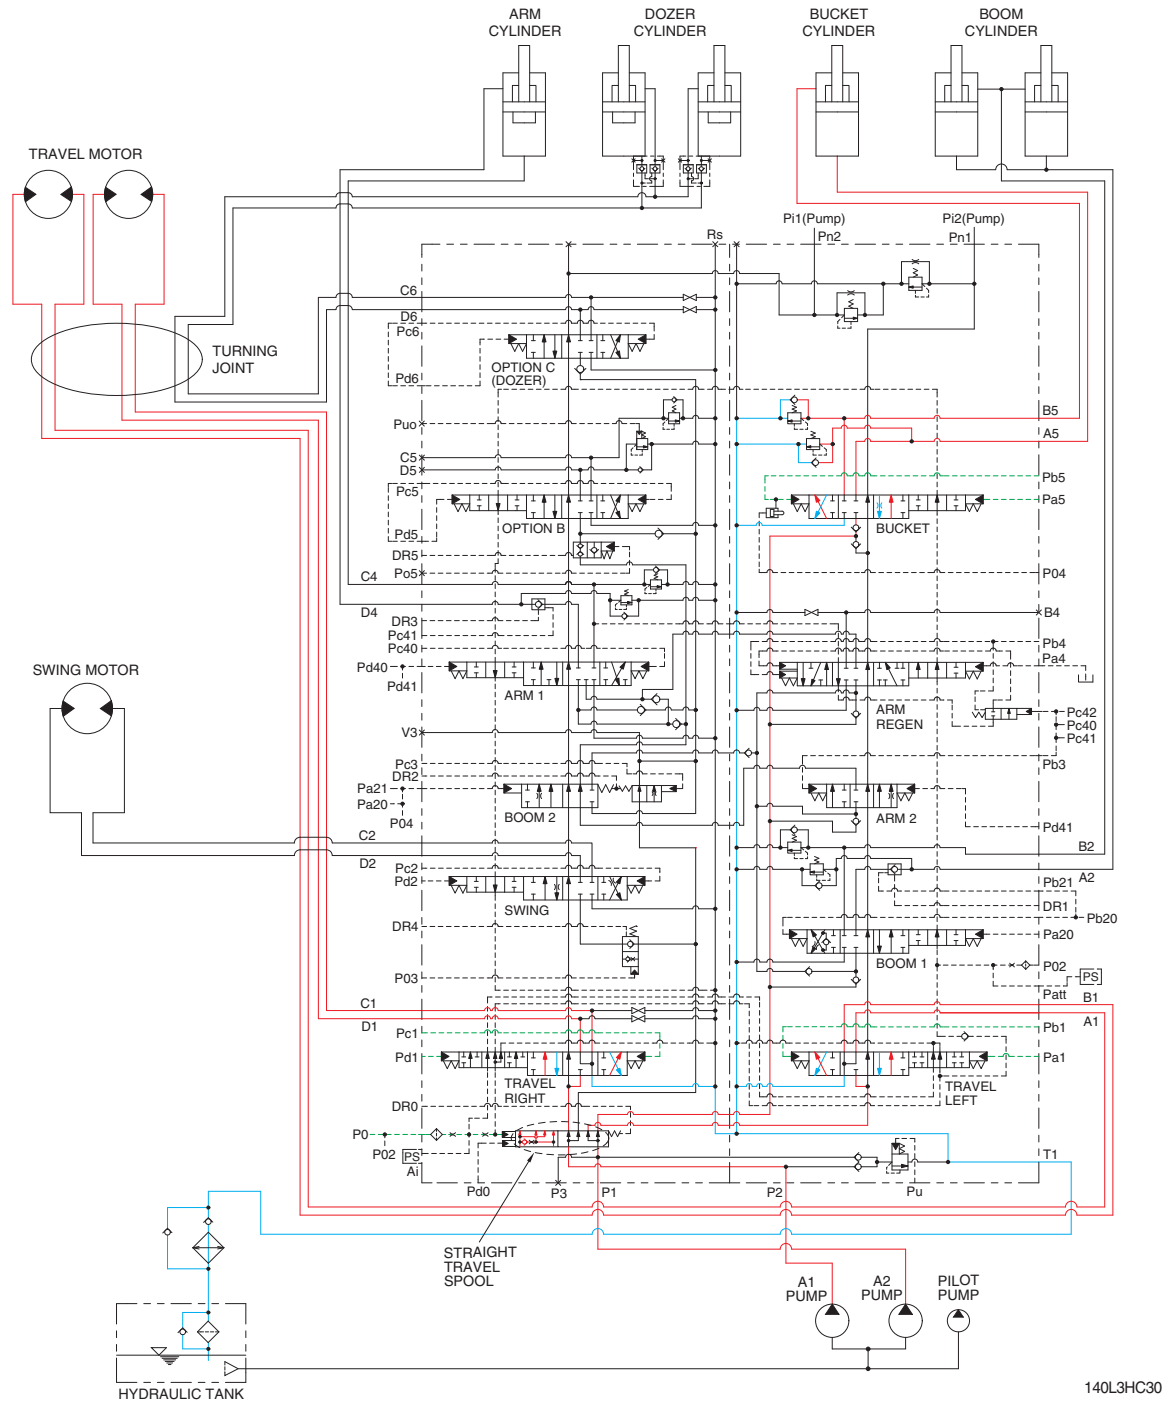 ARM
CYLINDER
DOZER
CYLINDER
BUCKET
CYLINDER
BOOM
CYLINDER
TRAVEL MOTOR
TURNING
JOINT
Pi1(Pump)
Pn2
Pi2(Pump)
Pn1
Rs
C6
D6
Pc6
Pd6
OPTION C
(DOZER)
Puo
C5
D5
Pc5
Pd5
OPTION B
DR5
Po5
C4
D4
DR3
Pc41
Pc40
Pd40
Pd41
ARM 1
B5
A5
Pb5
Pa5
BUCKET
P04
B4
Pb4
Pa4
ARM
REGEN
Pc42
Pc40
Pc41
Pb3
SWING MOTOR
V3
Pc3
DR2
Pa21
Pa20
P04
BOOM 2
ARM 2
Pd41
C2
D2
Pc2
Pd2
SWING
B2
A2
Pb21
DR1
Pb20
Pa20
BOOM 1
DR4
P03
P02
PS
Patt
C1
D1
Pc1
Pd1
TRAVEL
RIGHT
B1
A1
Pb1
Pa1
TRAVEL
LEFT
DR0
P0
P02
PS
Ai
Pd0
P3
P1
P2
Pu
T1
STRAIGHT
TRAVEL
SPOOL
A1
PUMP
A2
PUMP
PILOT
PUMP
HYDRAULIC TANK
140L3HC30